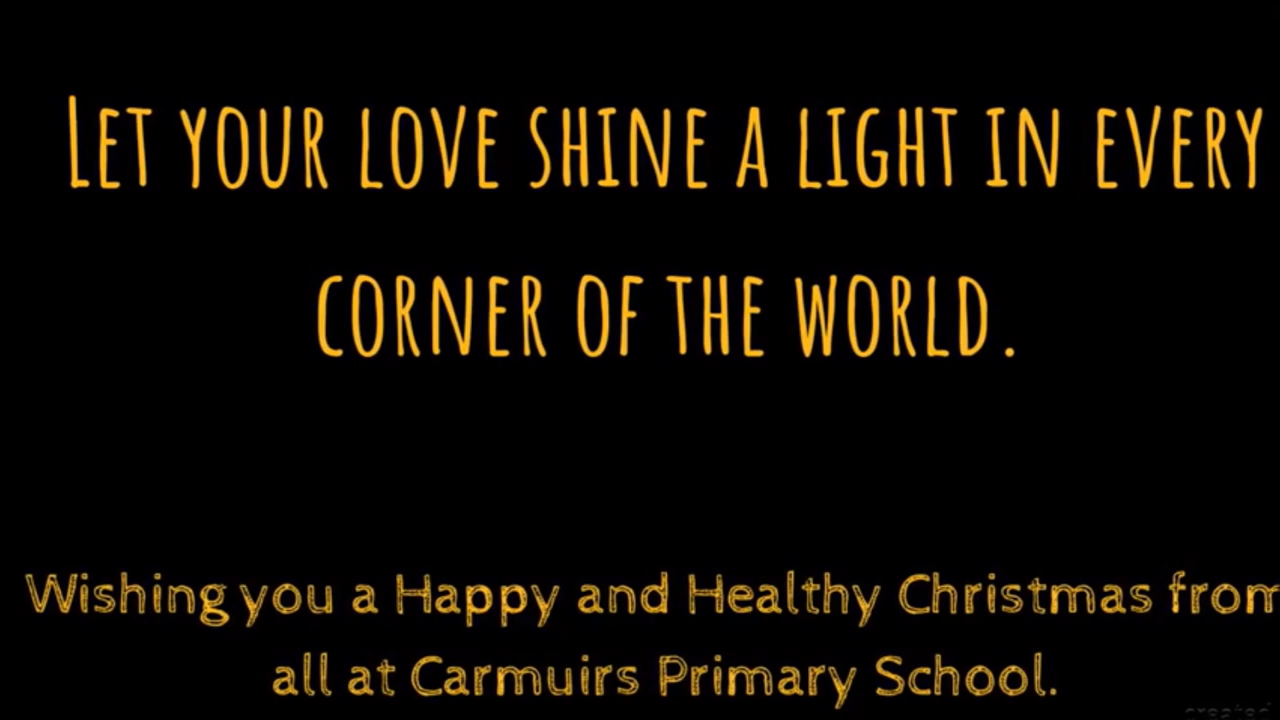 Let your love shine a light in every
corner of the world.
Wishing you a Happy and Healthy Christmas from
all at Carmuirs Primary School.
created